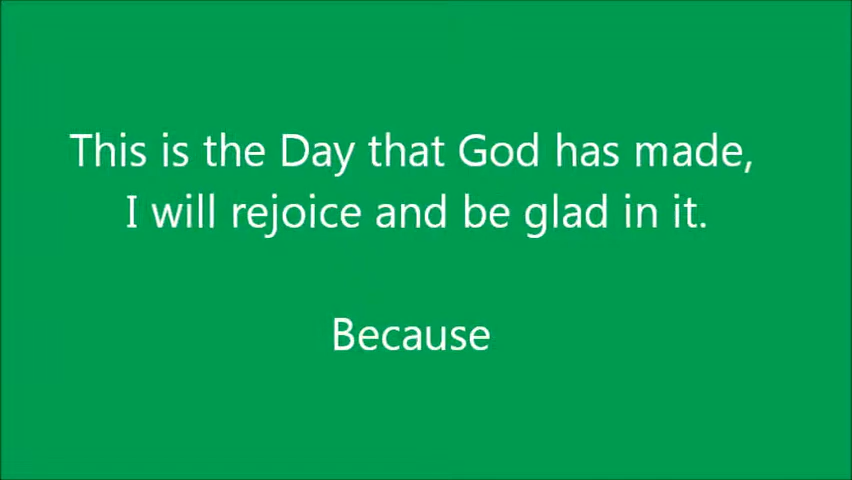 This is the Day that God has made,
I will rejoice and be glad in it.
Because